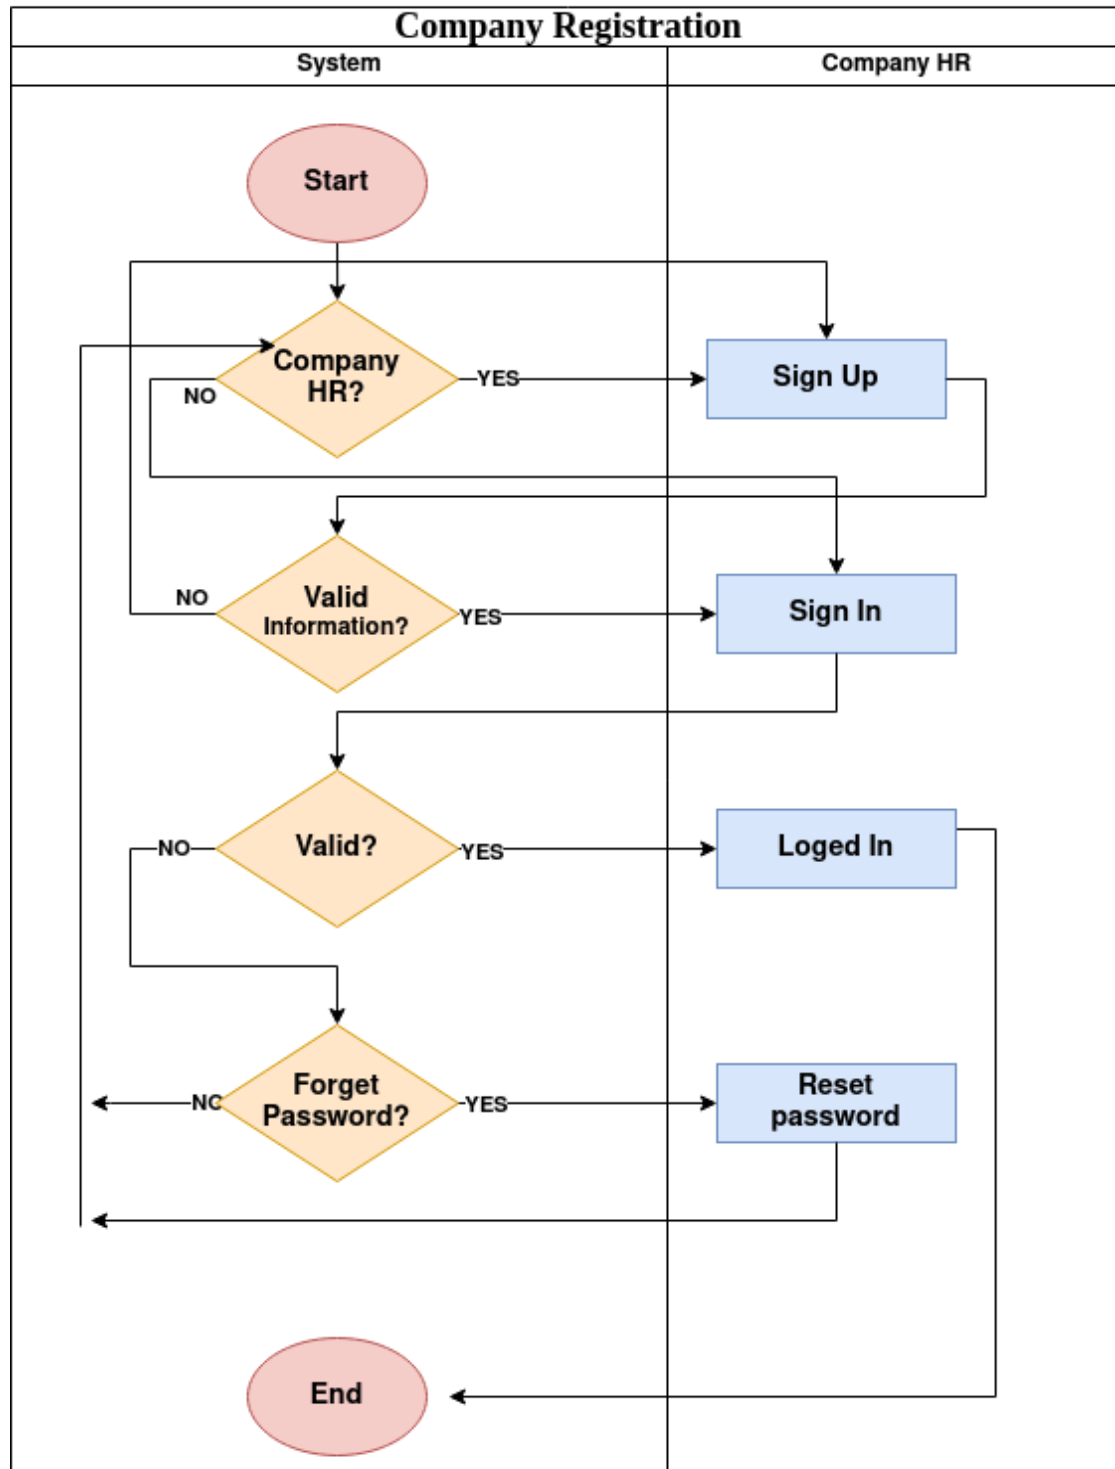 Company Registration
System
Company HR
Start
Company
HR?
YES
NO
Sign Up
Valid
Information?
NO
YES
Sign In
Valid?
NO
YES
Loged In
Forget
Password?
NO
YES
Reset
password
End